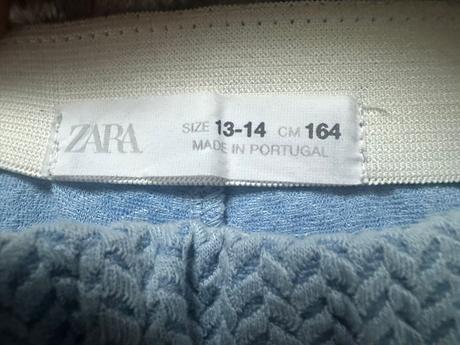 ZARA
SIZE 13-14 CM 164
MADE IN PORTUGAL